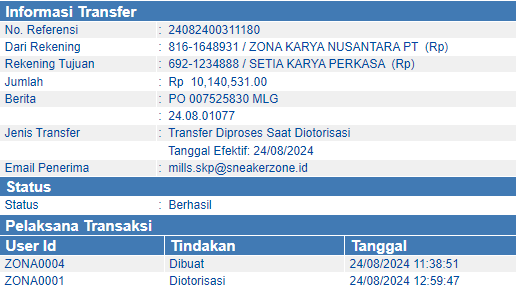 Informasi Transfer
No. Referensi : 24082400311180
Dari Rekening : 816-1648931 / ZONA KARYA NUSANTARA PT (Rp)
Rekening Tujuan : 692-1234888 / SETIA KARYA PERKASA (Rp)
Jumlah : Rp 10,140,531.00
Berita : PO 007525830 MLG
: 24.08.01077
Jenis Transfer : Transfer Diproses Saat Diotorisasi
Tanggal Efektif: 24/08/2024
Email Penerima : mills.skp@sneakerzone.id
Status
Status : Berhasil
Pelaksana Transaksi
User Id Tindakan Tanggal
ZONA0004 Dibuat 24/08/2024 11:38:51
ZONA0001 Diotorisasi 24/08/2024 12:59:47